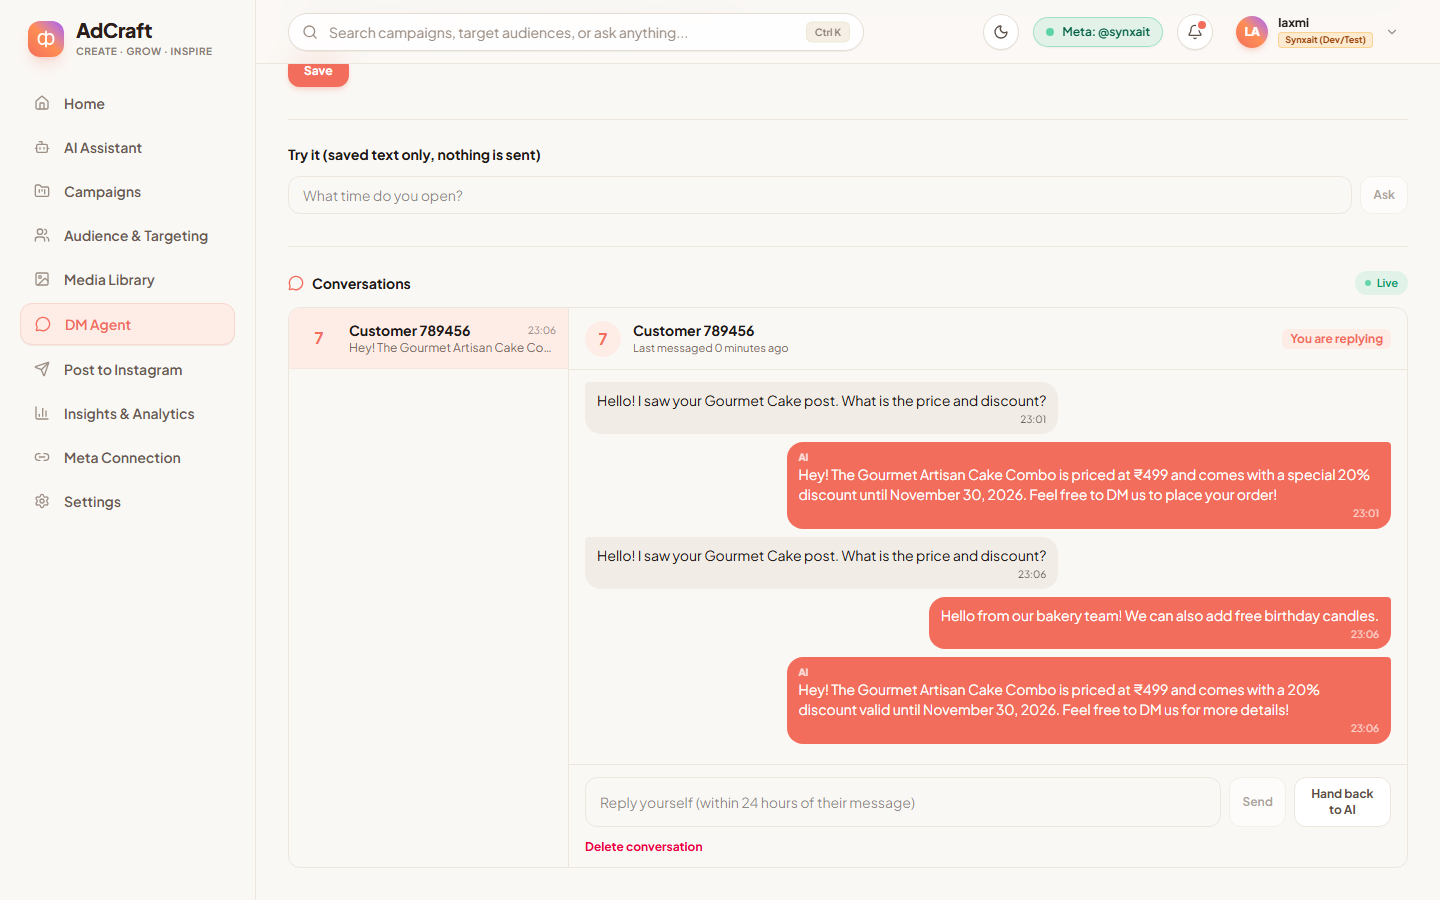 AdCraft
CREATE · GROW · INSPIRE
Search campaigns, target audiences, or ask anything...
Ctrl K
Meta: @synxait
LA
laxmi
Synxait (Dev/Test)
Home
AI Assistant
Campaigns
Audience & Targeting
Media Library
DM Agent
Post to Instagram
Insights & Analytics
Meta Connection
Settings
Save
Try it (saved text only, nothing is sent)
What time do you open?
Ask
Conversations
Live
7
Customer 789456
23:06
Hey! The Gourmet Artisan Cake Co...
7
Customer 789456
Last messaged 0 minutes ago
You are replying
Hello! I saw your Gourmet Cake post. What is the price and discount?
23:01
AI
Hey! The Gourmet Artisan Cake Combo is priced at ₹499 and comes with a special 20%
discount until November 30, 2026. Feel free to DM us to place your order!
23:01
Hello! I saw your Gourmet Cake post. What is the price and discount?
23:06
Hello from our bakery team! We can also add free birthday candles.
23:06
AI
Hey! The Gourmet Artisan Cake Combo is priced at ₹499 and comes with a 20%
discount valid until November 30, 2026. Feel free to DM us for more details!
23:06
Reply yourself (within 24 hours of their message)
Send
Hand back
to AI
Delete conversation